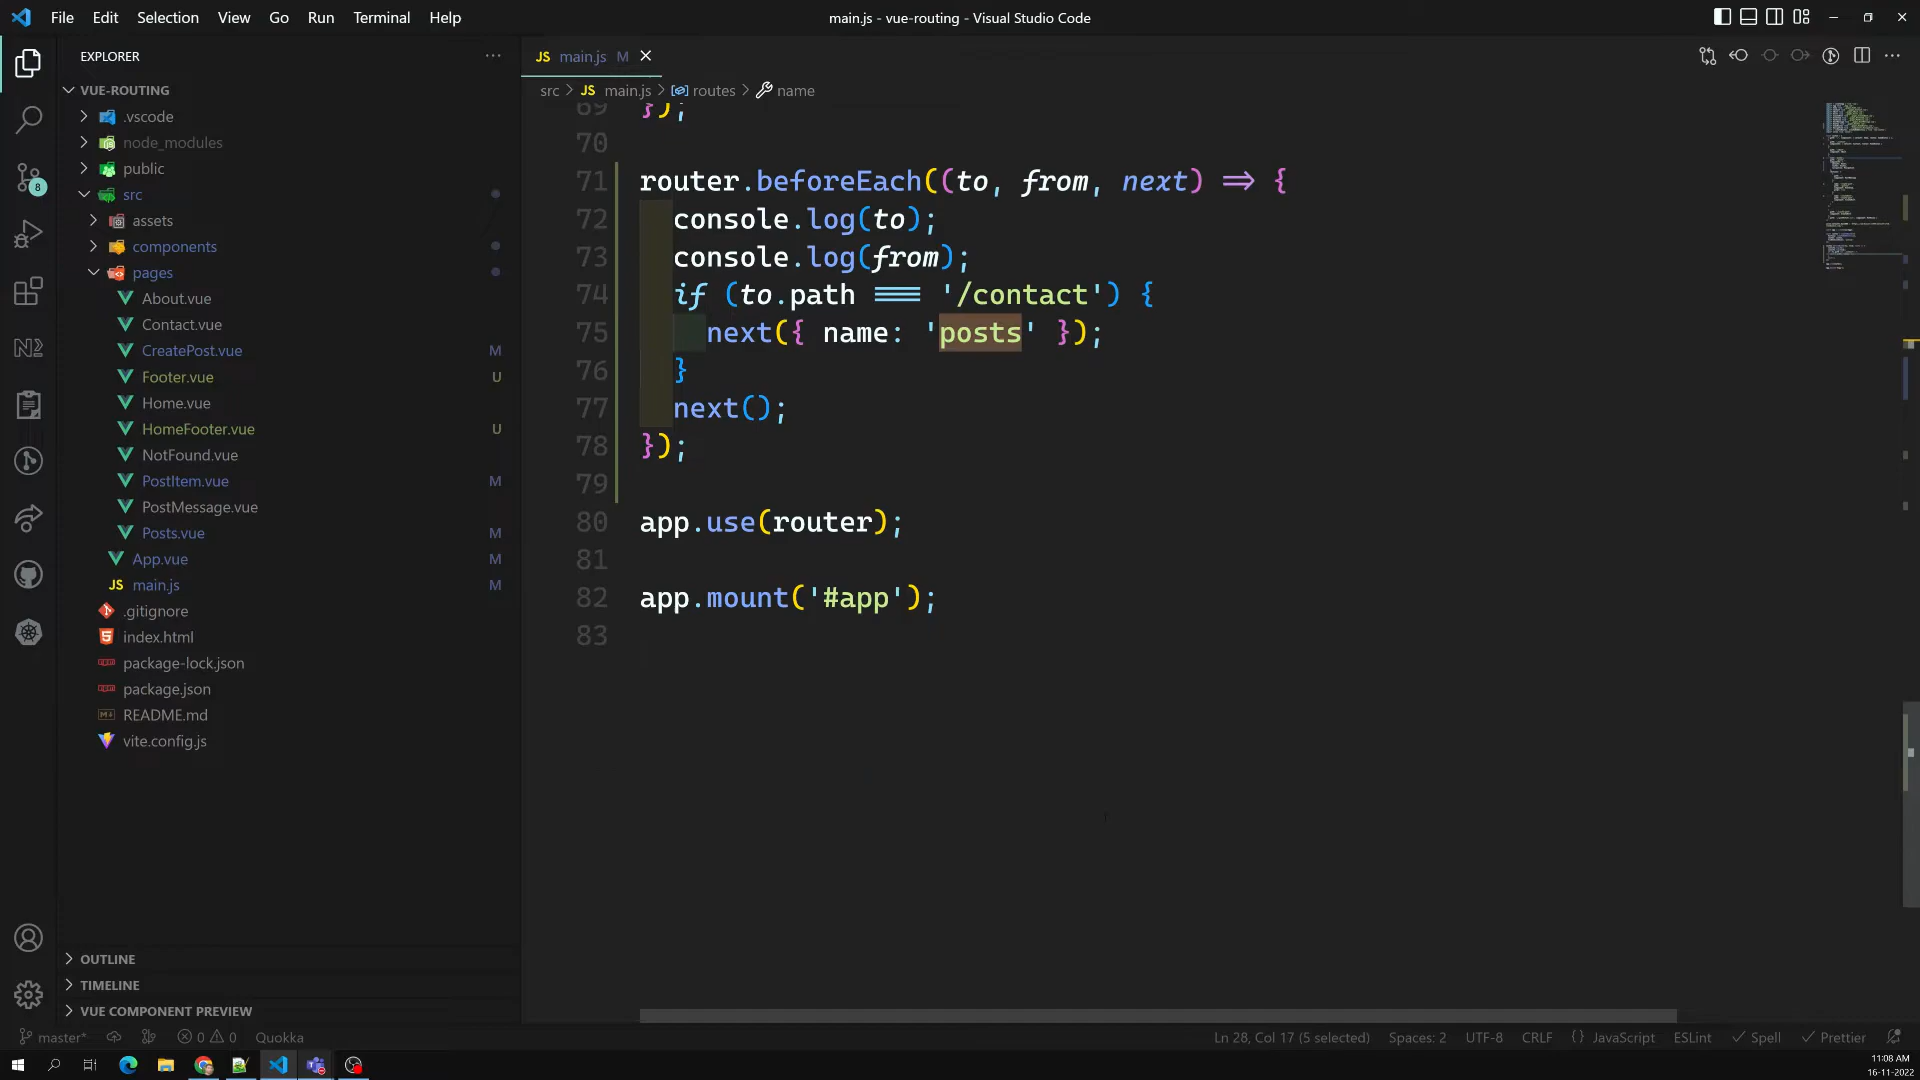 File Edit Selection View Go Run Terminal Help
main.js - vue-routing - Visual Studio Code
EXPLORER
VUE-ROUTING
.vscode
node_modules
public
src
assets
components
pages
About.vue
Contact.vue
CreatePost.vue M
Footer.vue U
Home.vue
HomeFooter.vue U
NotFound.vue
PostItem.vue M
PostMessage.vue
Posts.vue M
App.vue M
JS main.js M
.gitignore
index.html
package-lock.json
package.json
README.md
vite.config.js
OUTLINE
TIMELINE
VUE COMPONENT PREVIEW
8
JS main.js M
src > JS main.js > routes > name
69 });
70
71 router.beforeEach((to, from, next) => {
72 console.log(to);
73 console.log(from);
74 if (to.path === '/contact') {
75 next({ name: 'posts' });
76 }
77 next();
78 });
79
80 app.use(router);
81
82 app.mount('#app');
83
master* 0 0 Quokka
Ln 28, Col 17 (5 selected) Spaces: 2 UTF-8 CRLF {} JavaScript ESLint Spell Prettier
11:08 AM
16-11-2022